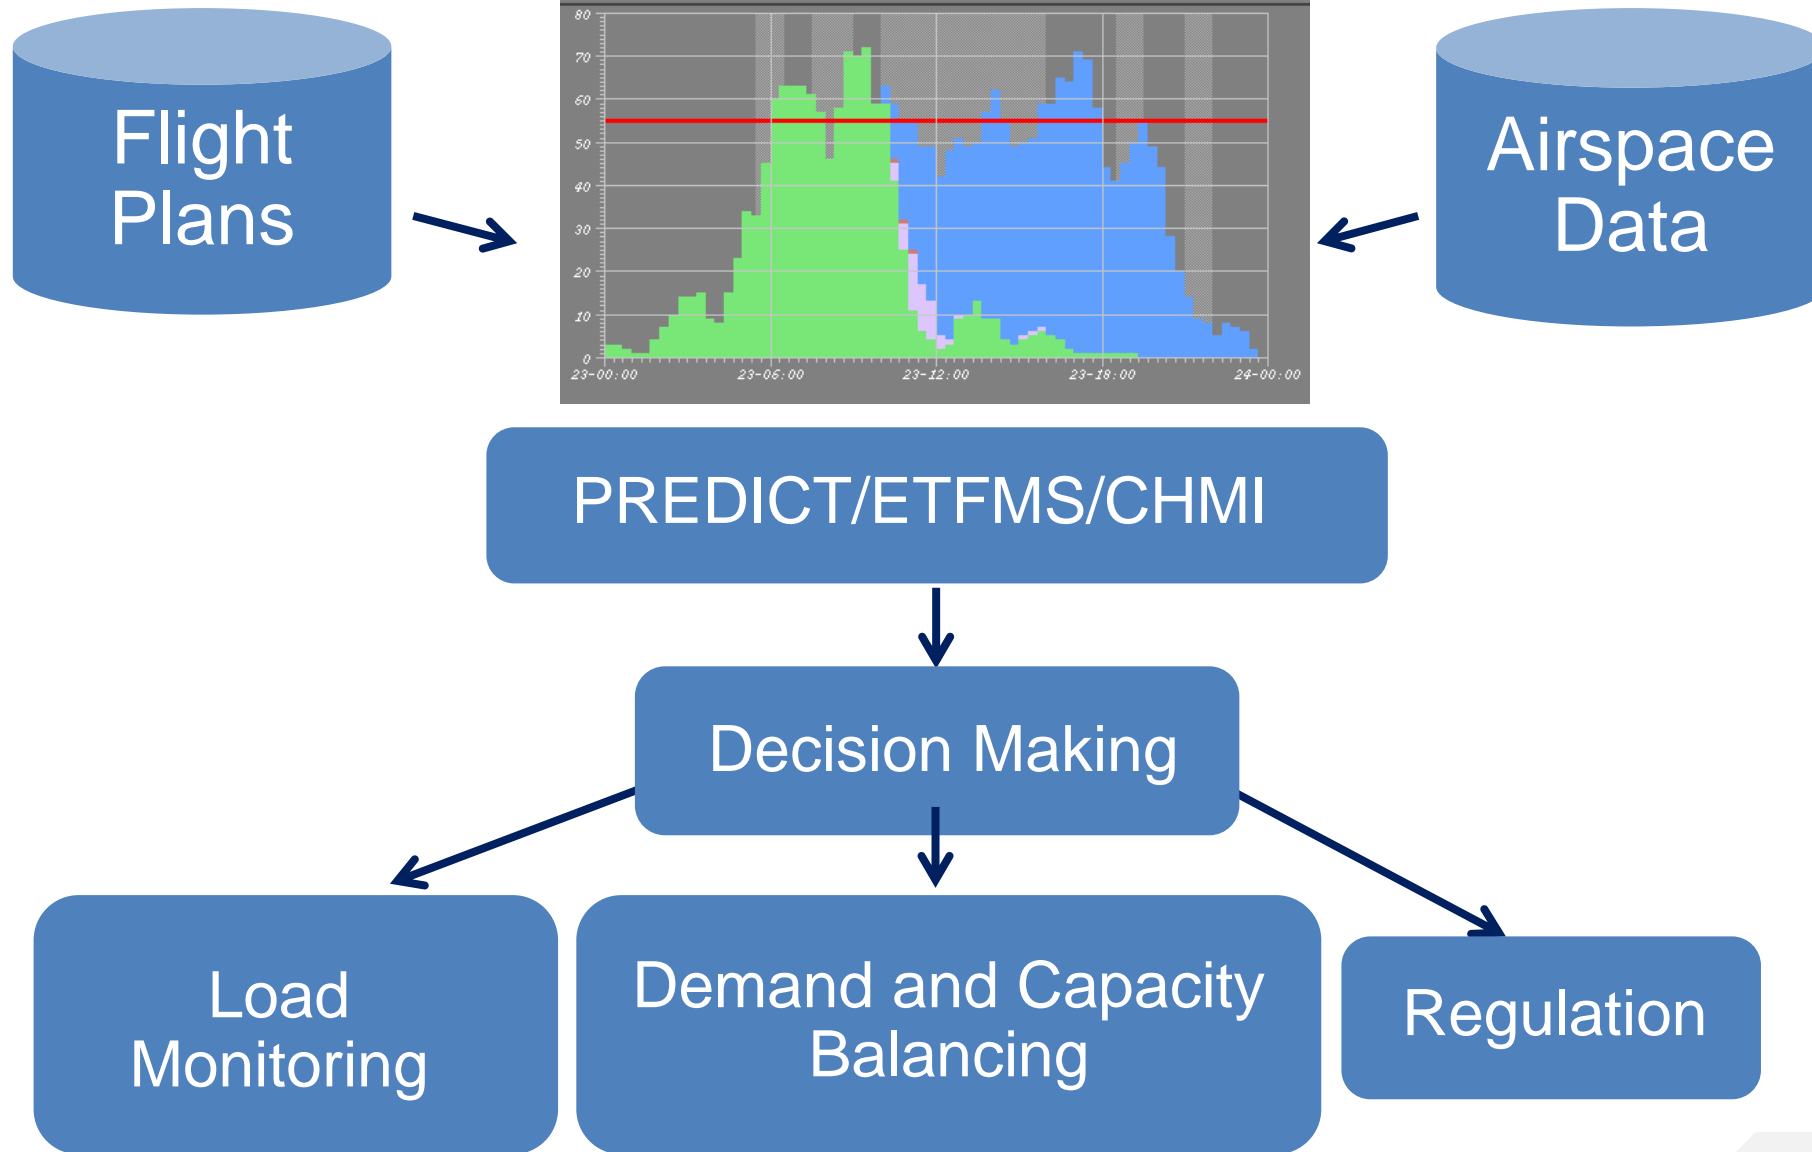 Flight
Plans
80
70
60
50
40
30
20
10
0
23-00:00
23-06:00
23-12:00
23-18:00
24-00:00
Airspace
Data
PREDICT/ETFMS/CHMI
Decision Making
Load
Monitoring
Demand and Capacity
Balancing
Regulation